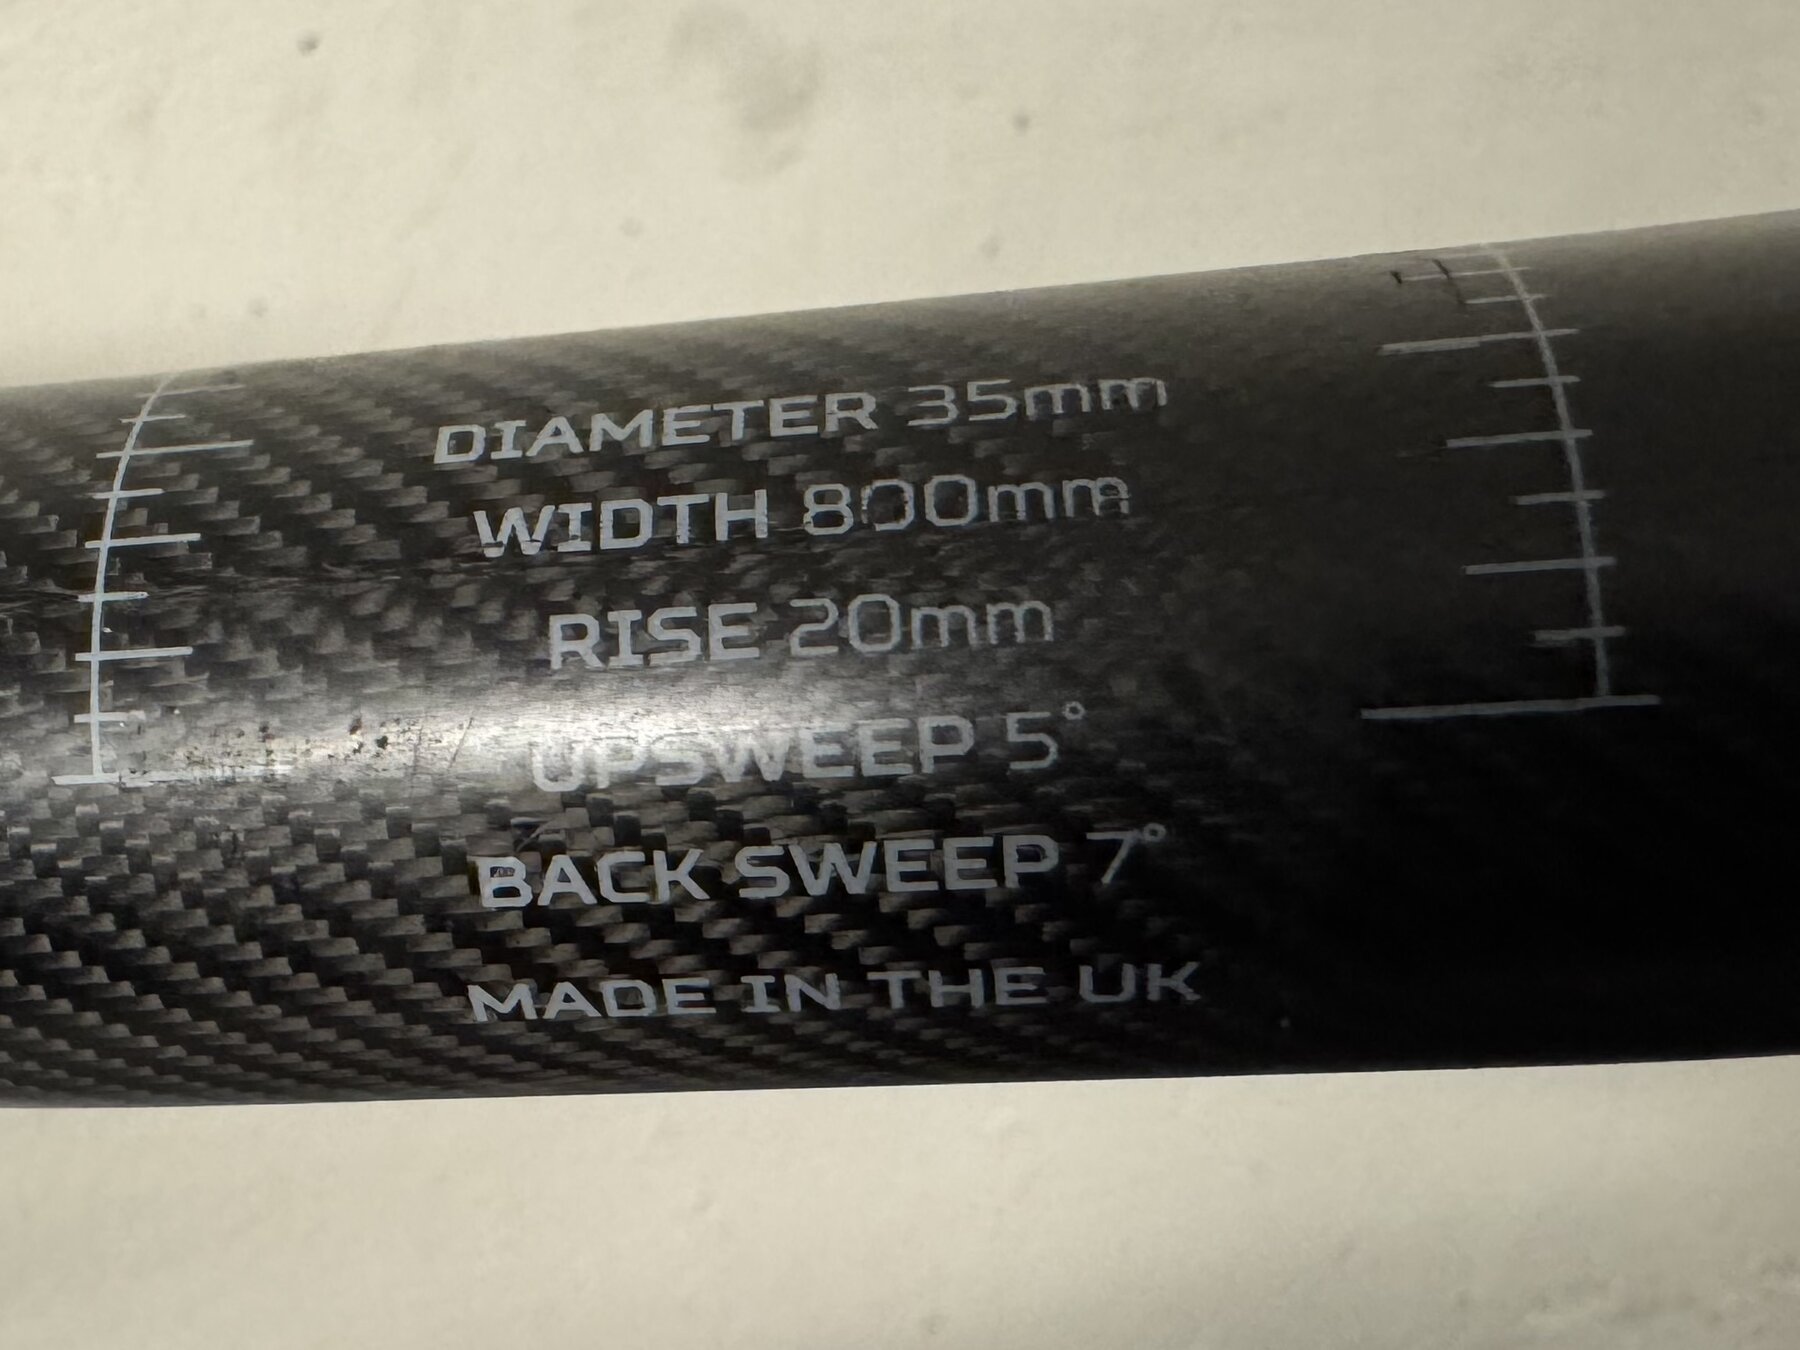 DIAMETER 35mm
WIDTH 800mm
RISE 20mm
UPSWEEP 5°
BACK SWEEP 7°
MADE IN THE UK